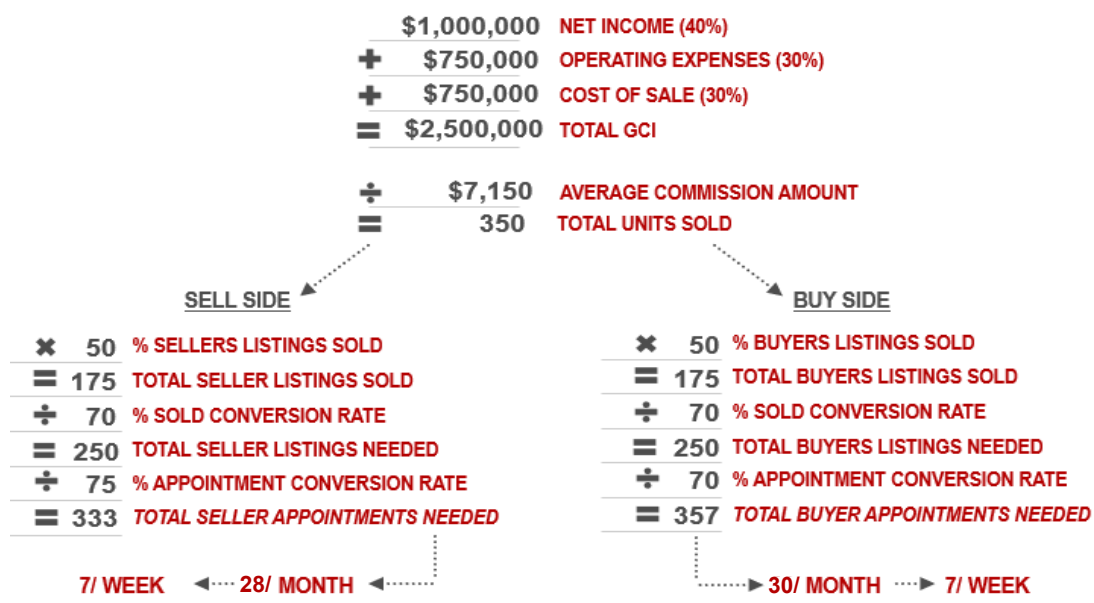 $1,000,000 NET INCOME (40%)
+ $750,000 OPERATING EXPENSES (30%)
+ $750,000 COST OF SALE (30%)
= $2,500,000 TOTAL GCI
÷ $7,150 AVERAGE COMMISSION AMOUNT
= 350 TOTAL UNITS SOLD
SELL SIDE
× 50 % SELLERS LISTINGS SOLD
= 175 TOTAL SELLER LISTINGS SOLD
÷ 70 % SOLD CONVERSION RATE
= 250 TOTAL SELLER LISTINGS NEEDED
÷ 75 % APPOINTMENT CONVERSION RATE
= 333 TOTAL SELLER APPOINTMENTS NEEDED
7/ WEEK 28/ MONTH
BUY SIDE
× 50 % BUYERS LISTINGS SOLD
= 175 TOTAL BUYERS LISTINGS SOLD
÷ 70 % SOLD CONVERSION RATE
= 250 TOTAL BUYERS LISTINGS NEEDED
÷ 70 % APPOINTMENT CONVERSION RATE
= 357 TOTAL BUYER APPOINTMENTS NEEDED
30/ MONTH 7/ WEEK